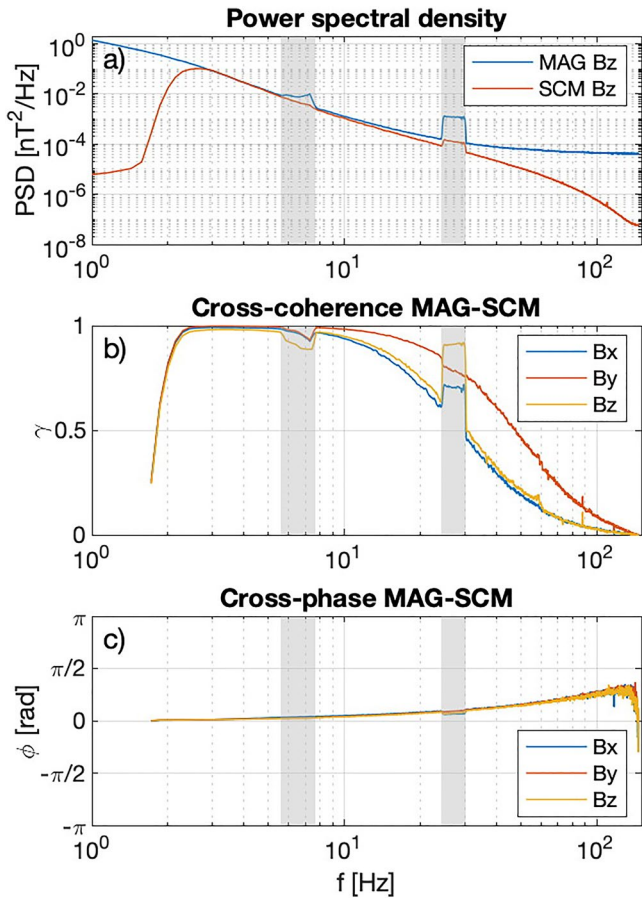 Power spectral density
a)
MAG Bz
SCM Bz
PSD [nT²/Hz]
10⁰
10⁻²
10⁻⁴
10⁻⁶
10⁻⁸
10⁰
10¹
10²
Cross-coherence MAG-SCM
b)
Bx
By
Bz
γ
1
0.5
0
10⁰
10¹
10²
Cross-phase MAG-SCM
c)
Bx
By
Bz
ϕ [rad]
π
π/2
0
-π/2
-π
10⁰
10¹
10²
f [Hz]